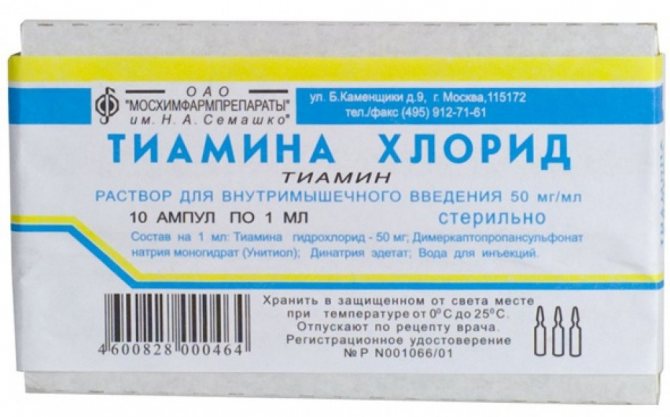 ОАО
"МОСХИМФАРМПРЕПАРАТЫ"
им. Н. А. Семашко"
ул. Б.Каменщики д.9, г. Москва,115172
тел./факс (495) 912-71-61
ТИАМИНА ХЛОРИД
ТИАМИН
РАСТВОР ДЛЯ ВНУТРИМЫШЕЧНОГО ВВЕДЕНИЯ 50 мг/мл
10 АМПУЛ ПО 1 МЛ
стерильно
Состав на 1 мл: Тиамина гидрохлорид - 50 мг; Димеркаптопропансульфонат
натрия моногидрат (Унитиол); Динатрия эдетат; Вода для инъекций.
Хранить в защищенном от света месте
при температуре от 0°С до 25°С.
Отпускают по рецепту врача.
Регистрационное удостоверение
№ Р N001066/01
4 600828 000464